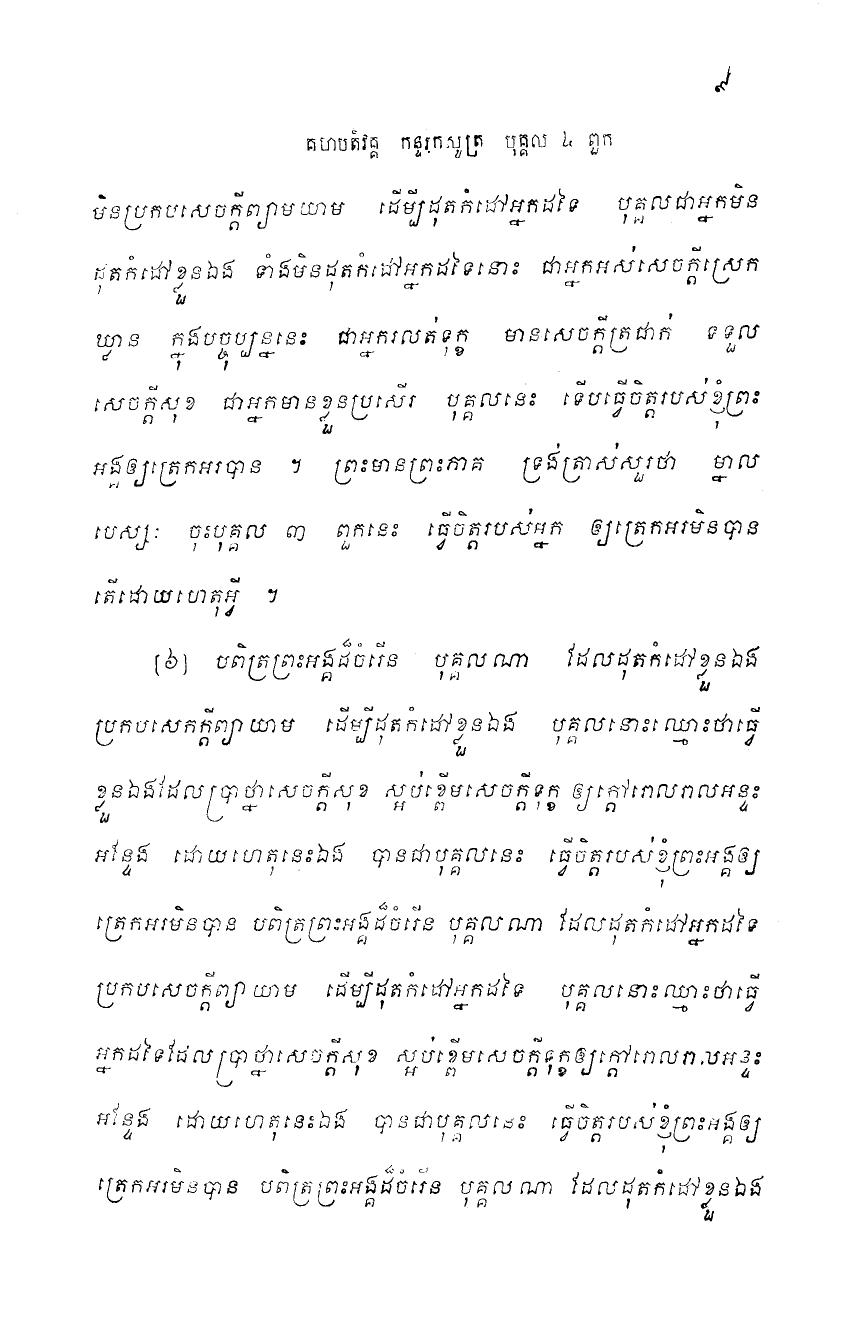 ៩
គហបតិវគ្គ កន្ទរកសូត្រ បុគ្គល ៤ ពួក
មិនប្រកបសេចក្តីព្យាមយាម ដើម្បីដុតកំដៅអ្នកដទៃ បុគ្គលជាអ្នកមិន
ដុតកំដៅខ្លួនឯង ទាំងមិនដុតកំដៅអ្នកដទៃនោះ ជាអ្នកអស់សេចក្តីស្រេក
ឃ្លាន ក្នុងបច្ចុប្បន្ននេះ ជាអ្នករលត់ទុក្ខ មានសេចក្តីត្រជាក់ ទទួល
សេចក្តីសុខ ជាអ្នកមានខ្លួនប្រសើរ បុគ្គលនេះ ទើបធ្វើចិត្តរបស់ខ្ញុំព្រះ
អង្គឲ្យត្រេកអរបាន ។ ព្រះមានព្រះភាគ ទ្រង់ត្រាស់សួរថា ម្នាល
បេស្សៈ ចុះបុគ្គល ៣ ពួកនេះ ធ្វើចិត្តរបស់អ្នក ឲ្យត្រេកអរមិនបាន
តើដោយហេតុអ្វី ។
[៦] បពិត្រព្រះអង្គដ៏ចំរើន បុគ្គលណា ដែលដុតកំដៅខ្លួនឯង
ប្រកបសេកក្តីព្យាយាម ដើម្បីដុតកំដៅខ្លួនឯង បុគ្គលនោះឈ្មោះថាធ្វើ
ខ្លួនឯងដែលប្រាថ្នាសេចក្តីសុខ ស្អប់ខ្ពើមសេចក្តីទុក្ខ ឲ្យក្តៅរោលរាលអន្ទះ
អន្ទែង ដោយហេតុនេះឯង បានជាបុគ្គលនេះ ធ្វើចិត្តរបស់ខ្ញុំព្រះអង្គឲ្យ
ត្រេកអរមិនបាន បពិត្រព្រះអង្គដ៏ចំរើន បុគ្គលណា ដែលដុតកំដៅអ្នកដទៃ
ប្រកបសេចក្តីព្យាយាម ដើម្បីដុតកំដៅអ្នកដទៃ បុគ្គលនោះឈ្មោះថាធ្វើ
អ្នកដទៃដែលប្រាថ្នាសេចក្តីសុខ ស្អប់ខ្ពើមសេចក្តីទុក្ខឲ្យក្តៅរោលរាលអន្ទះ
អន្ទែង ដោយហេតុនេះឯង បានជាបុគ្គលនេះ ធ្វើចិត្តរបស់ខ្ញុំព្រះអង្គឲ្យ
ត្រេកអរមិនបាន បពិត្រព្រះអង្គដ៏ចំរើន បុគ្គលណា ដែលដុតកំដៅខ្លួនឯង